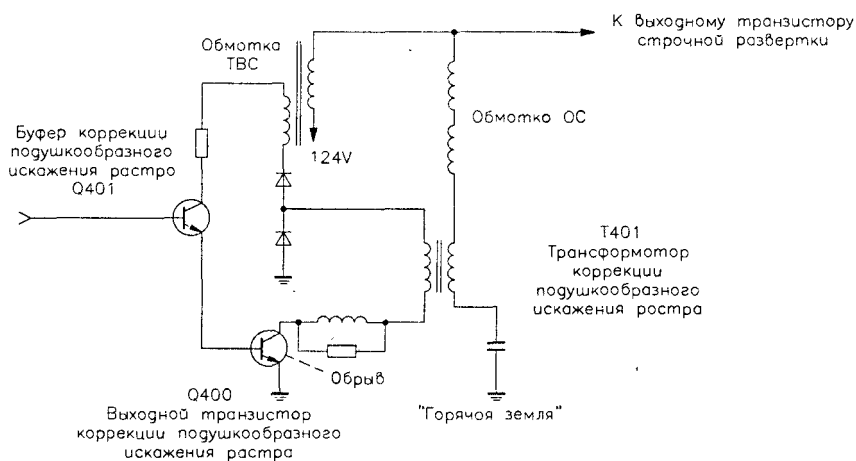 К выходному транзистору
строчной развертки
Обмотка
ТВС
Обмотка ОС
Буфер коррекции
подушкообразного
искажения растра
Q401
124V
T401
Трансформатор
коррекции
подушкообразного
искажения растра
Обрыв
Q400
Выходной транзистор
коррекции подушкообразного
искажения растра
"Горячая земля"